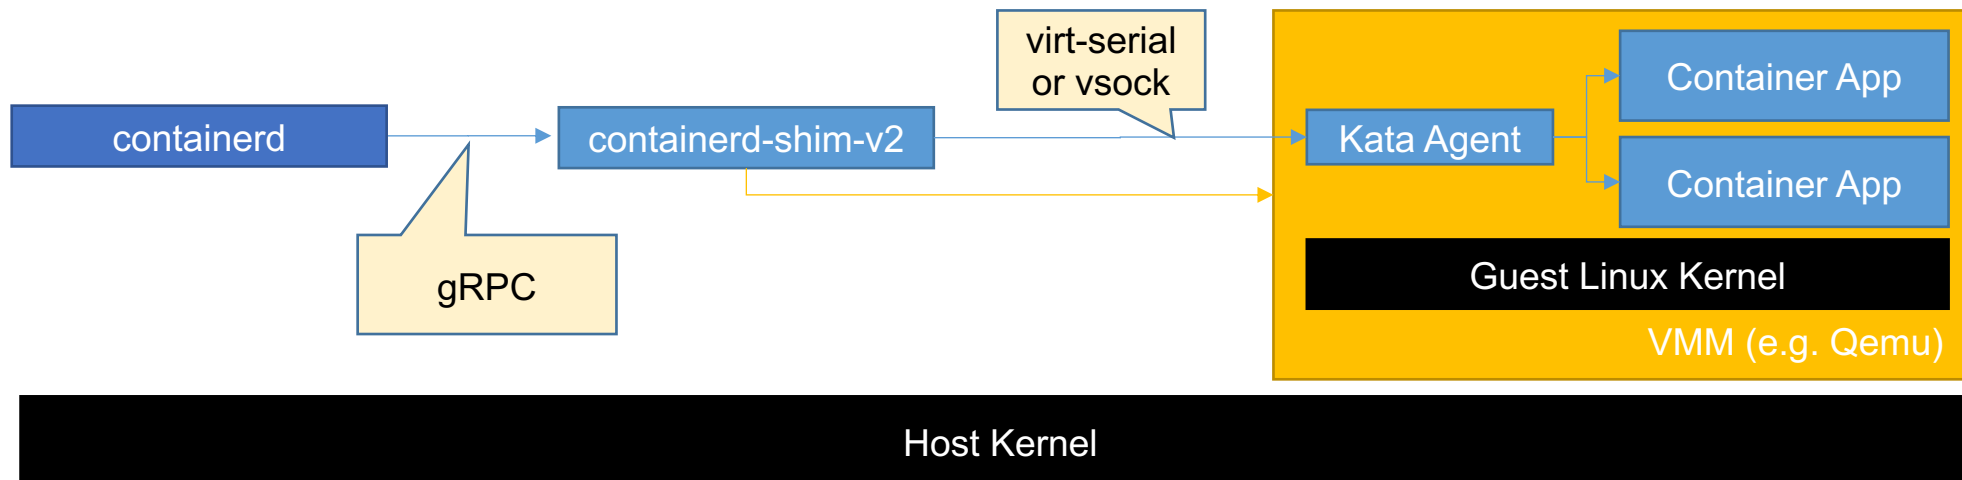 virt-serial
or vsock
containerd
containerd-shim-v2
Kata Agent
Container App
Container App
gRPC
Guest Linux Kernel
VMM (e.g. Qemu)
Host Kernel